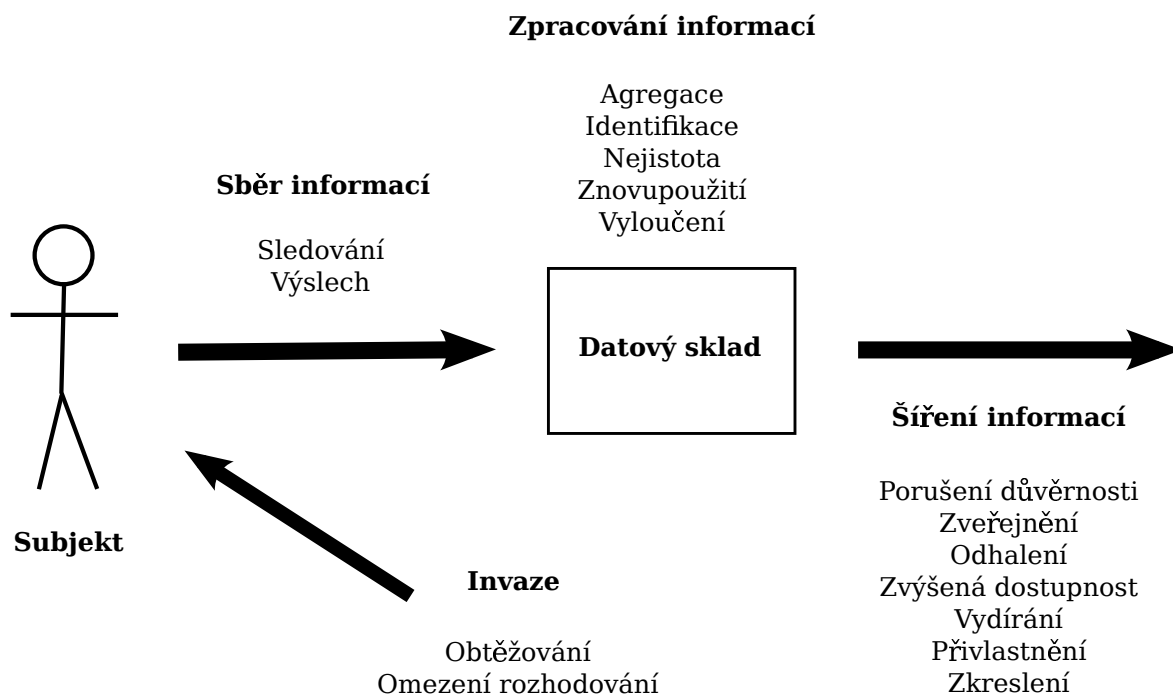 Zpracování informací
Agregace
Identifikace
Nejistota
Znovupoužití
Vyloučení
Sběr informací
Sledování
Výslech
Datový sklad
Šíření informací
Porušení důvěrnosti
Zveřejnění
Odhalení
Zvýšená dostupnost
Vydírání
Přivlastnění
Zkreslení
Subjekt
Invaze
Obtěžování
Omezení rozhodování